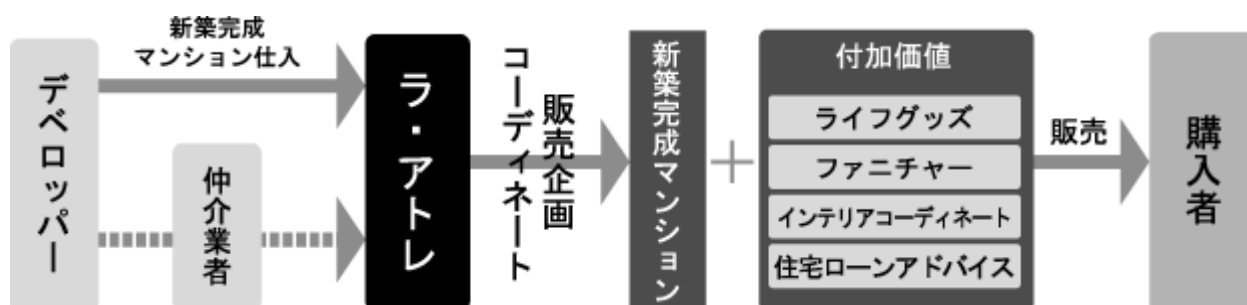 デベロッパー
新築完成
マンション仕入
仲介業者
ラ・アトレ
コーディネート
販売企画
新築完成マンション
＋
付加価値
ライフグッズ
ファニチャー
インテリアコーディネート
住宅ローンアドバイス
販売
購入者